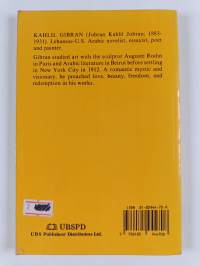 KAHLIL GIBRAN (Jubran Kahlil Jubran, 1883-
1931). Lebanese-U.S. Arabic novelist, essayist, poet
and painter.
Gibran studied art with the sculptor Auguste Rodin
in Paris and Arabic literature in Beirut before settling
in New York City in 1912. A romantic mystic and
visionary, he preached love, beauty, freedom, and
redemption in his works.
UBSPD
UBS Publishers' Distributors Ltd.